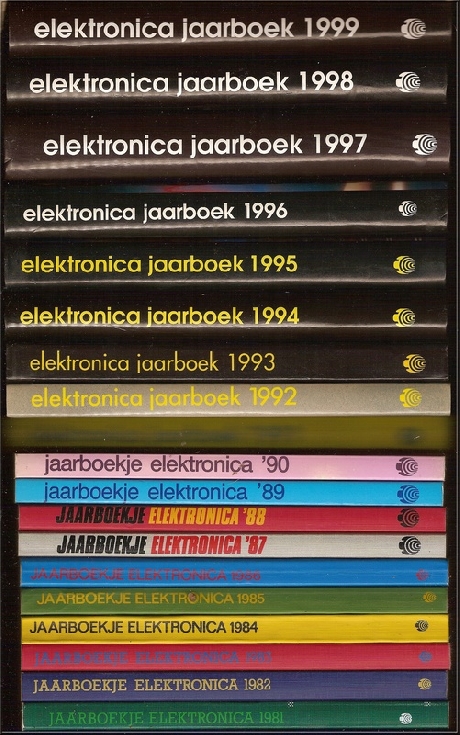 elektronica jaarboek 1999
elektronica jaarboek 1998
elektronica jaarboek 1997
elektronica jaarboek 1996
elektronica jaarboek 1995
elektronica jaarboek 1994
elektronica jaarboek 1993
elektronica jaarboek 1992
jaarboekje elektronica '90
jaarboekje elektronica '89
JAARBOEKJE ELEKTRONICA '88
JAARBOEKJE ELEKTRONICA '87
JAARBOEKJE ELEKTRONICA 1986
JAARBOEKJE ELEKTRONICA 1985
JAARBOEKJE ELEKTRONICA 1984
JAARBOEKJE ELEKTRONICA 1983
JAARBOEKJE ELEKTRONICA 1982
JAARBOEKJE ELEKTRONICA 1981